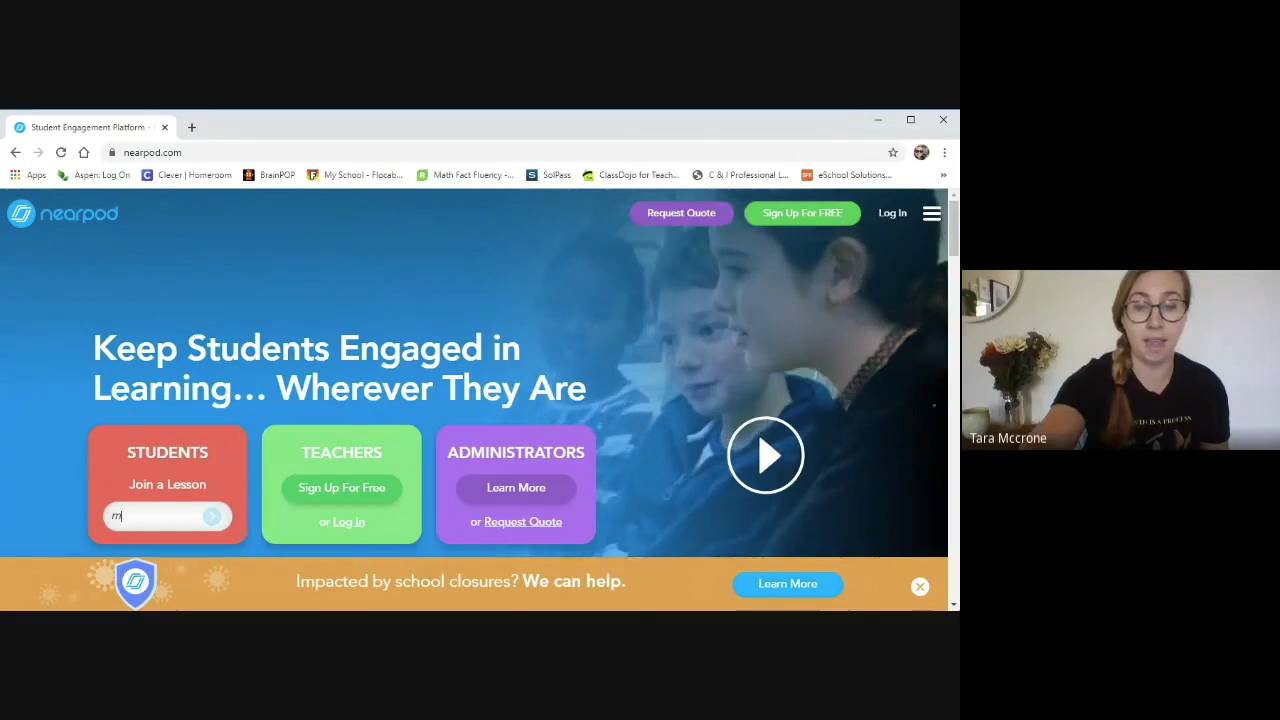 Student Engagement Platform -
nearpod.com
Apps Aspen: Log On Clever | Homeroom BrainPOP My School - Flocab... Math Fact Fluency -... SolPass ClassDojo for Teach... C & I Professional L... eSchool Solutions... »
nearpod
Request Quote Sign Up For FREE Log In
Keep Students Engaged in
Learning... Wherever They Are
STUDENTS
Join a Lesson
m
TEACHERS
Sign Up For Free
or Log In
ADMINISTRATORS
Learn More
or Request Quote
Impacted by school closures? We can help.
Learn More
IS A PROCESS
Tara Mccrone